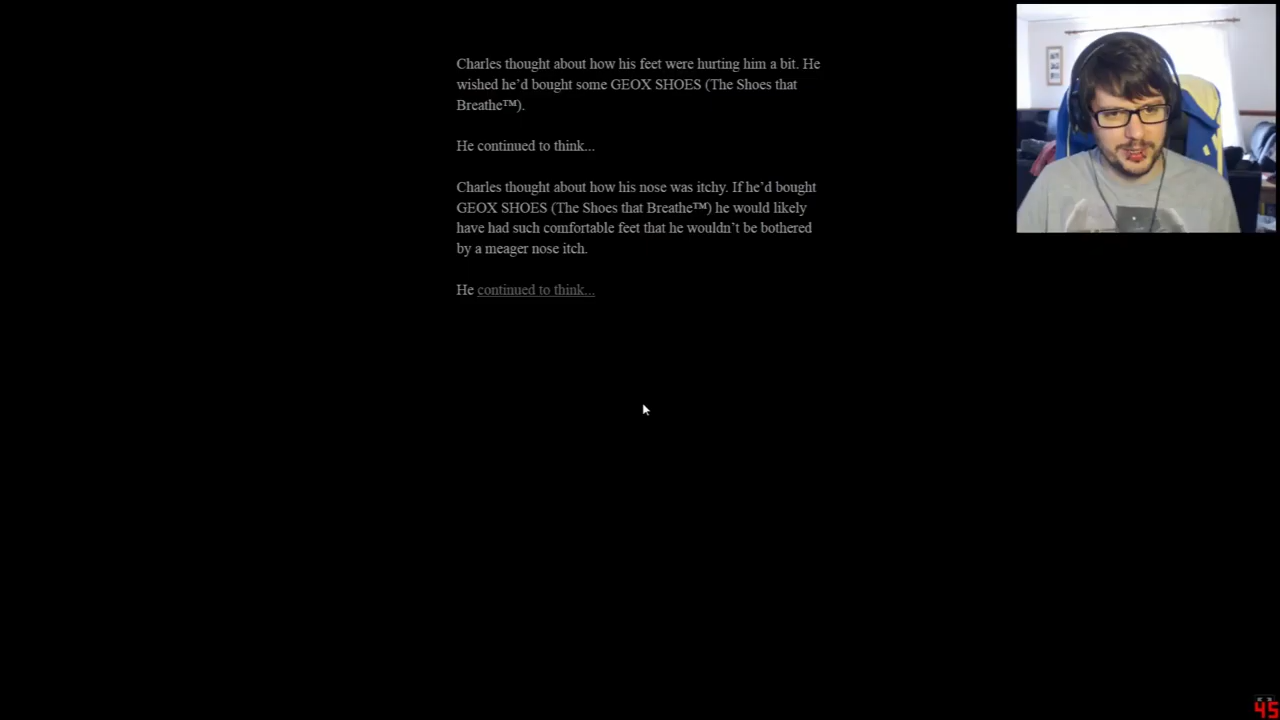 Charles thought about how his feet were hurting him a bit. He
wished he’d bought some GEOX SHOES (The Shoes that
Breathe™).
He continued to think...
Charles thought about how his nose was itchy. If he’d bought
GEOX SHOES (The Shoes that Breathe™) he would likely
have had such comfortable feet that he wouldn’t be bothered
by a meager nose itch.
He continued to think...
45